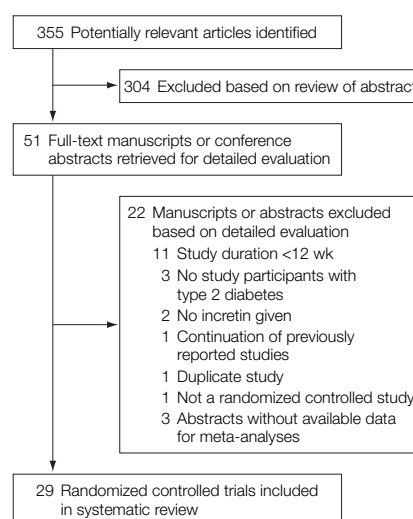 355 Potentially relevant articles identified
304 Excluded based on review of abstract
51 Full-text manuscripts or conference
abstracts retrieved for detailed evaluation
22 Manuscripts or abstracts excluded
based on detailed evaluation
11 Study duration <12 wk
3 No study participants with
type 2 diabetes
2 No incretin given
1 Continuation of previously
reported studies
1 Duplicate study
1 Not a randomized controlled study
3 Abstracts without available data
for meta-analyses
29 Randomized controlled trials included
in systematic review